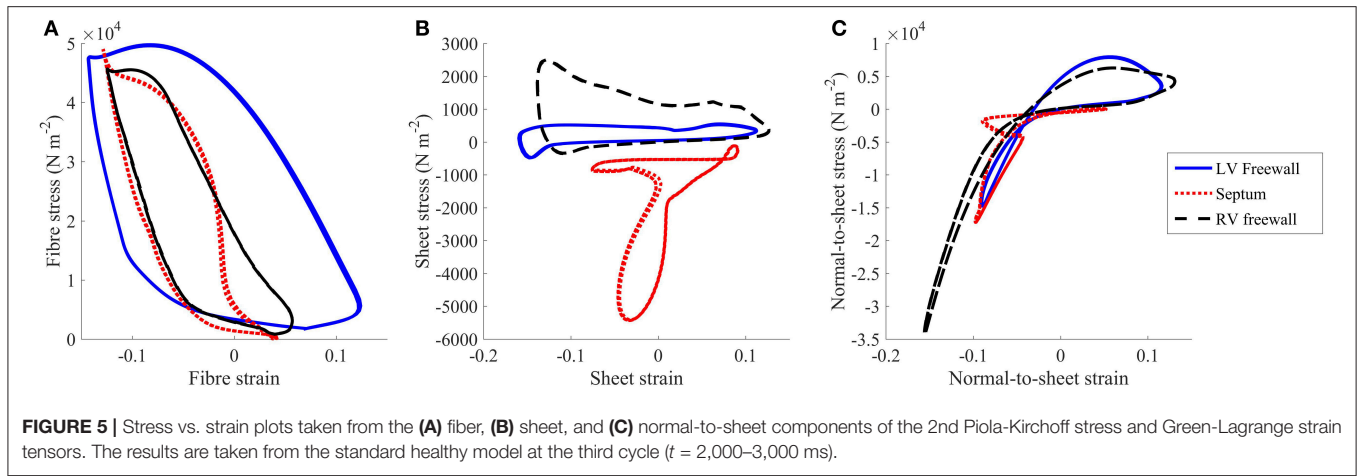 A
×10⁴
5
4
3
2
1
0
Fibre stress (N m⁻²)
-0.1 0 0.1
Fibre strain
B
3000
2000
1000
0
-1000
-2000
-3000
-4000
-5000
-6000
Sheet stress (N m⁻²)
-0.2 -0.1 0 0.1
Sheet strain
C
×10⁴
1
0.5
0
-0.5
-1
-1.5
-2
-2.5
-3
-3.5
Normal-to-sheet stress (N m⁻²)
-0.2 -0.1 0 0.1
Normal-to-sheet strain
LV Freewall
Septum
RV freewall
FIGURE 5 | Stress vs. strain plots taken from the (A) fiber, (B) sheet, and (C) normal-to-sheet components of the 2nd Piola-Kirchoff stress and Green-Lagrange strain
tensors. The results are taken from the standard healthy model at the third cycle (t = 2,000–3,000 ms).